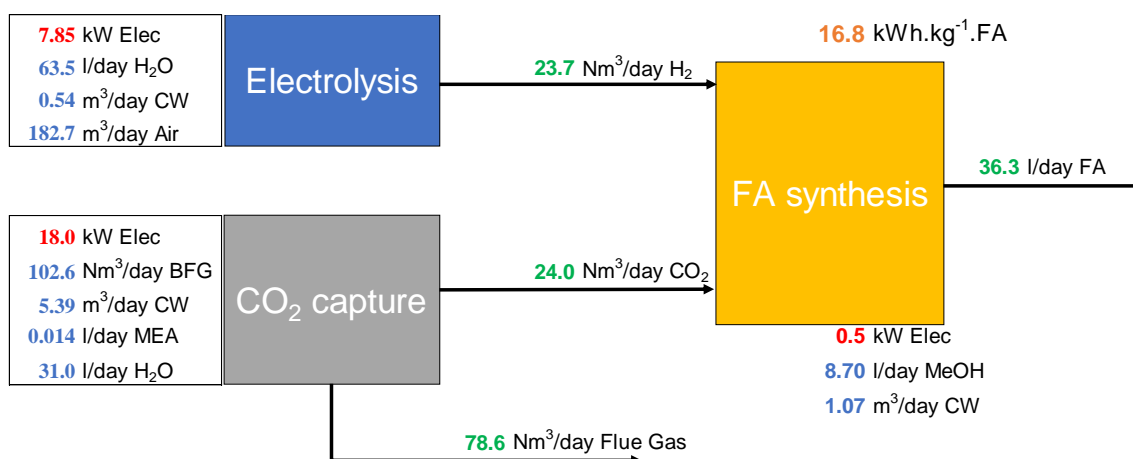 7.85 kW Elec
63.5 l/day H₂O
0.54 m³/day CW
182.7 m³/day Air
Electrolysis
23.7 Nm³/day H₂
16.8 kWh.kg⁻¹.FA
FA synthesis
36.3 l/day FA
18.0 kW Elec
102.6 Nm³/day BFG
5.39 m³/day CW
0.014 l/day MEA
31.0 l/day H₂O
CO₂ capture
24.0 Nm³/day CO₂
0.5 kW Elec
8.70 l/day MeOH
1.07 m³/day CW
78.6 Nm³/day Flue Gas